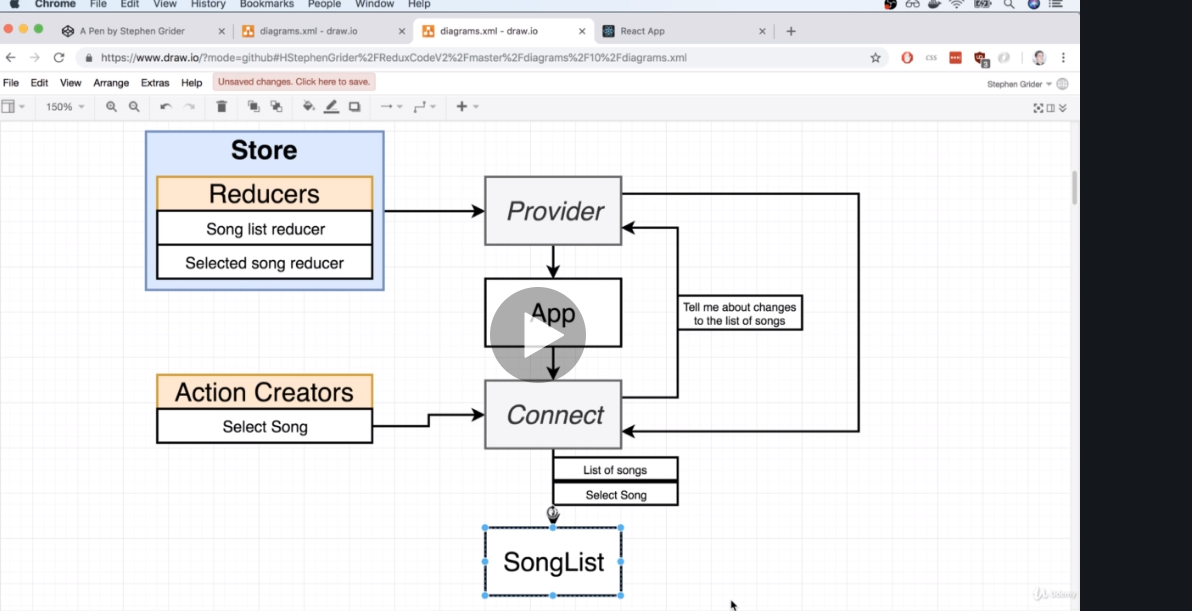 Chrome File Edit View History Bookmarks People Window Help
A Pen by Stephen Grider
diagrams.xml - draw.io
diagrams.xml - draw.io
React App
https://www.draw.io/?mode=github#HStephenGrider%2FReduxCodeV2%2Fmaster%2Fdiagrams%2F10%2Fdiagrams.xml
CSS
3
File Edit View Arrange Extras Help
Unsaved changes. Click here to save.
Stephen Grider
150%
Store
Reducers
Song list reducer
Selected song reducer
Provider
App
Tell me about changes
to the list of songs
Action Creators
Select Song
Connect
List of songs
Select Song
SongList
Udemy